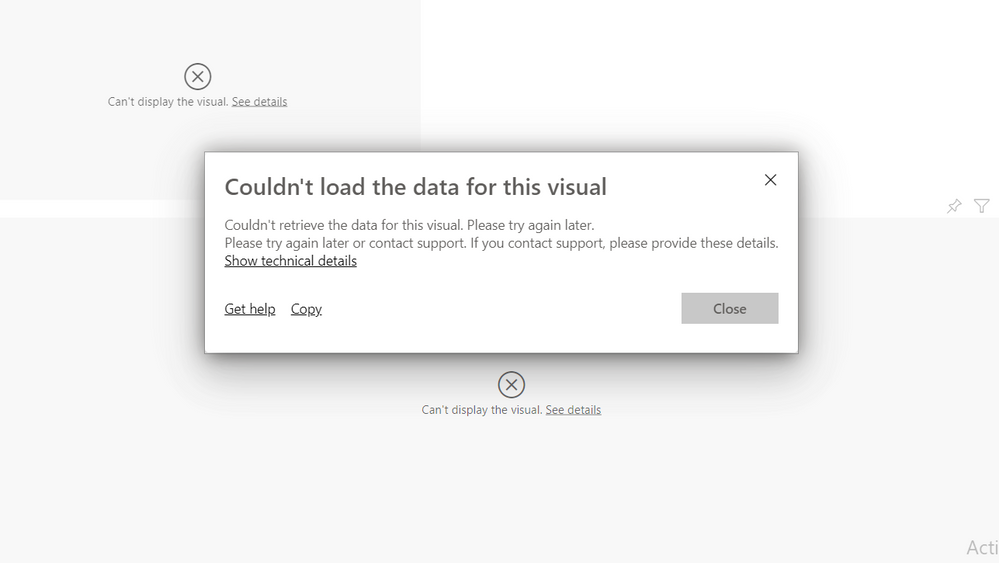 Can't display the visual. See details
Couldn't load the data for this visual
Couldn't retrieve the data for this visual. Please try again later.
Please try again later or contact support. If you contact support, please provide these details.
Show technical details
Get help Copy Close
Can't display the visual. See details
Acti